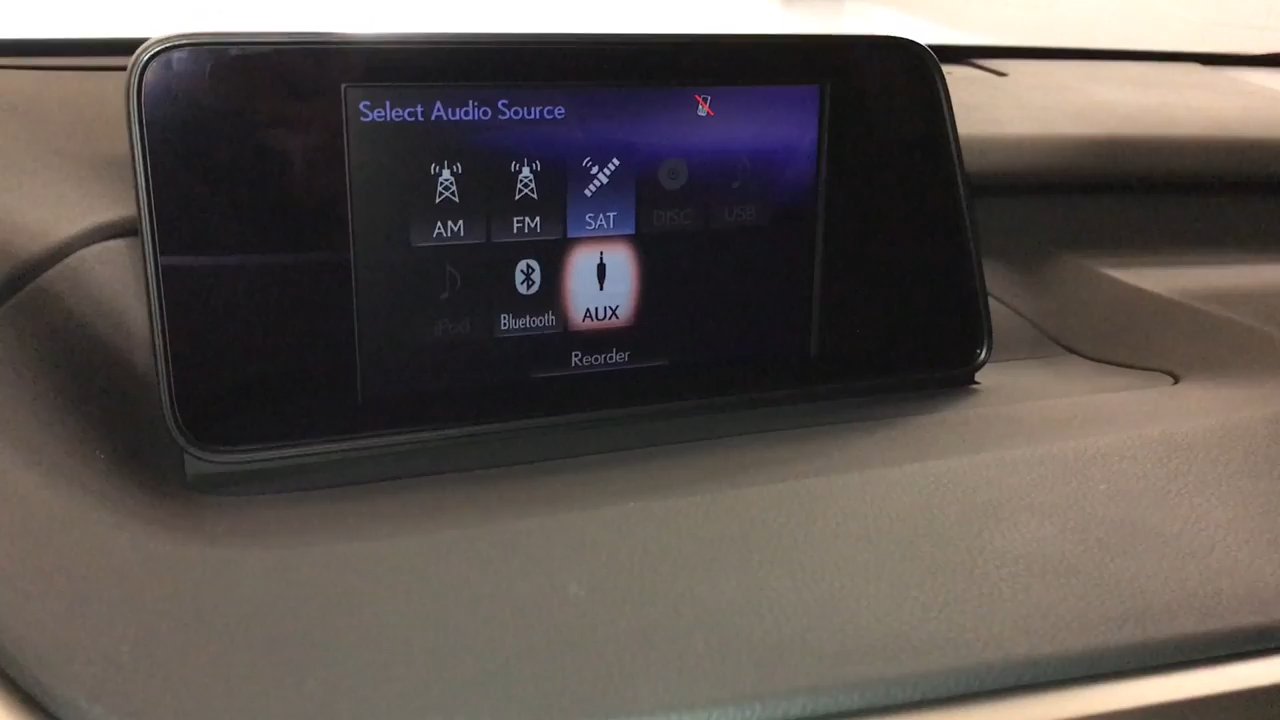 Select Audio Source
AM FM SAT DISC USB
iPod Bluetooth AUX
Reorder